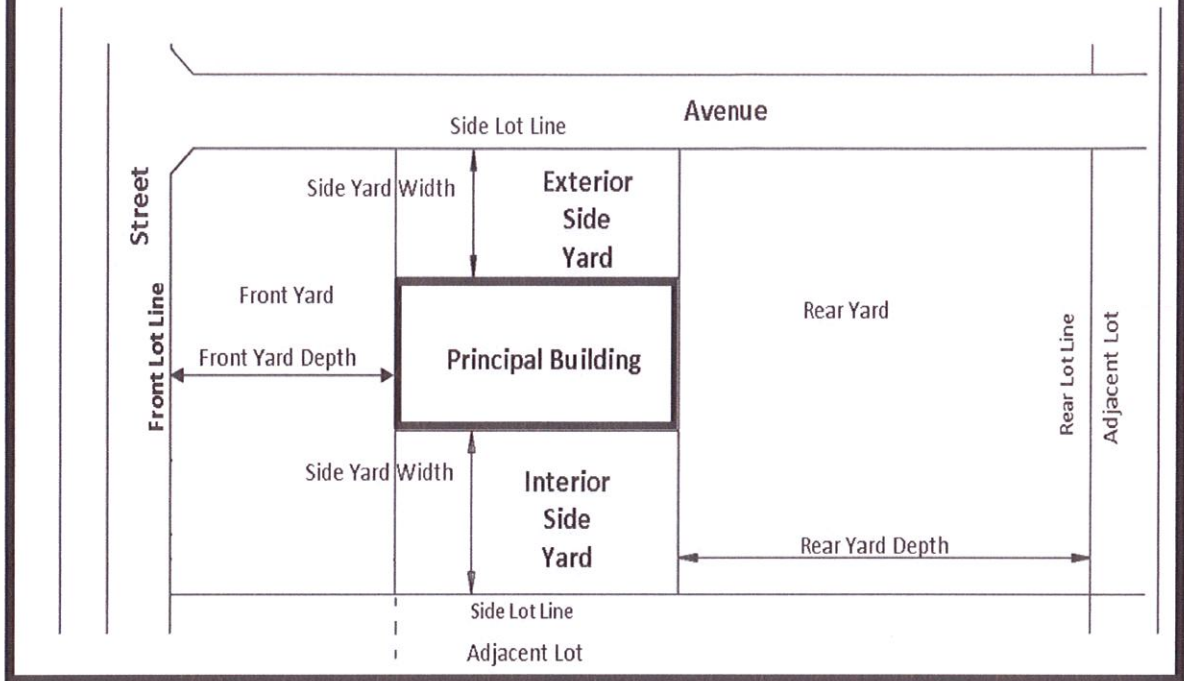 Avenue
Side Lot Line
Street
Side Yard Width
Exterior
Side
Yard
Front Lot Line
Front Yard
Rear Yard
Front Yard Depth
Principal Building
Rear Lot Line
Adjacent Lot
Side Yard Width
Interior
Side
Yard
Rear Yard Depth
Side Lot Line
Adjacent Lot